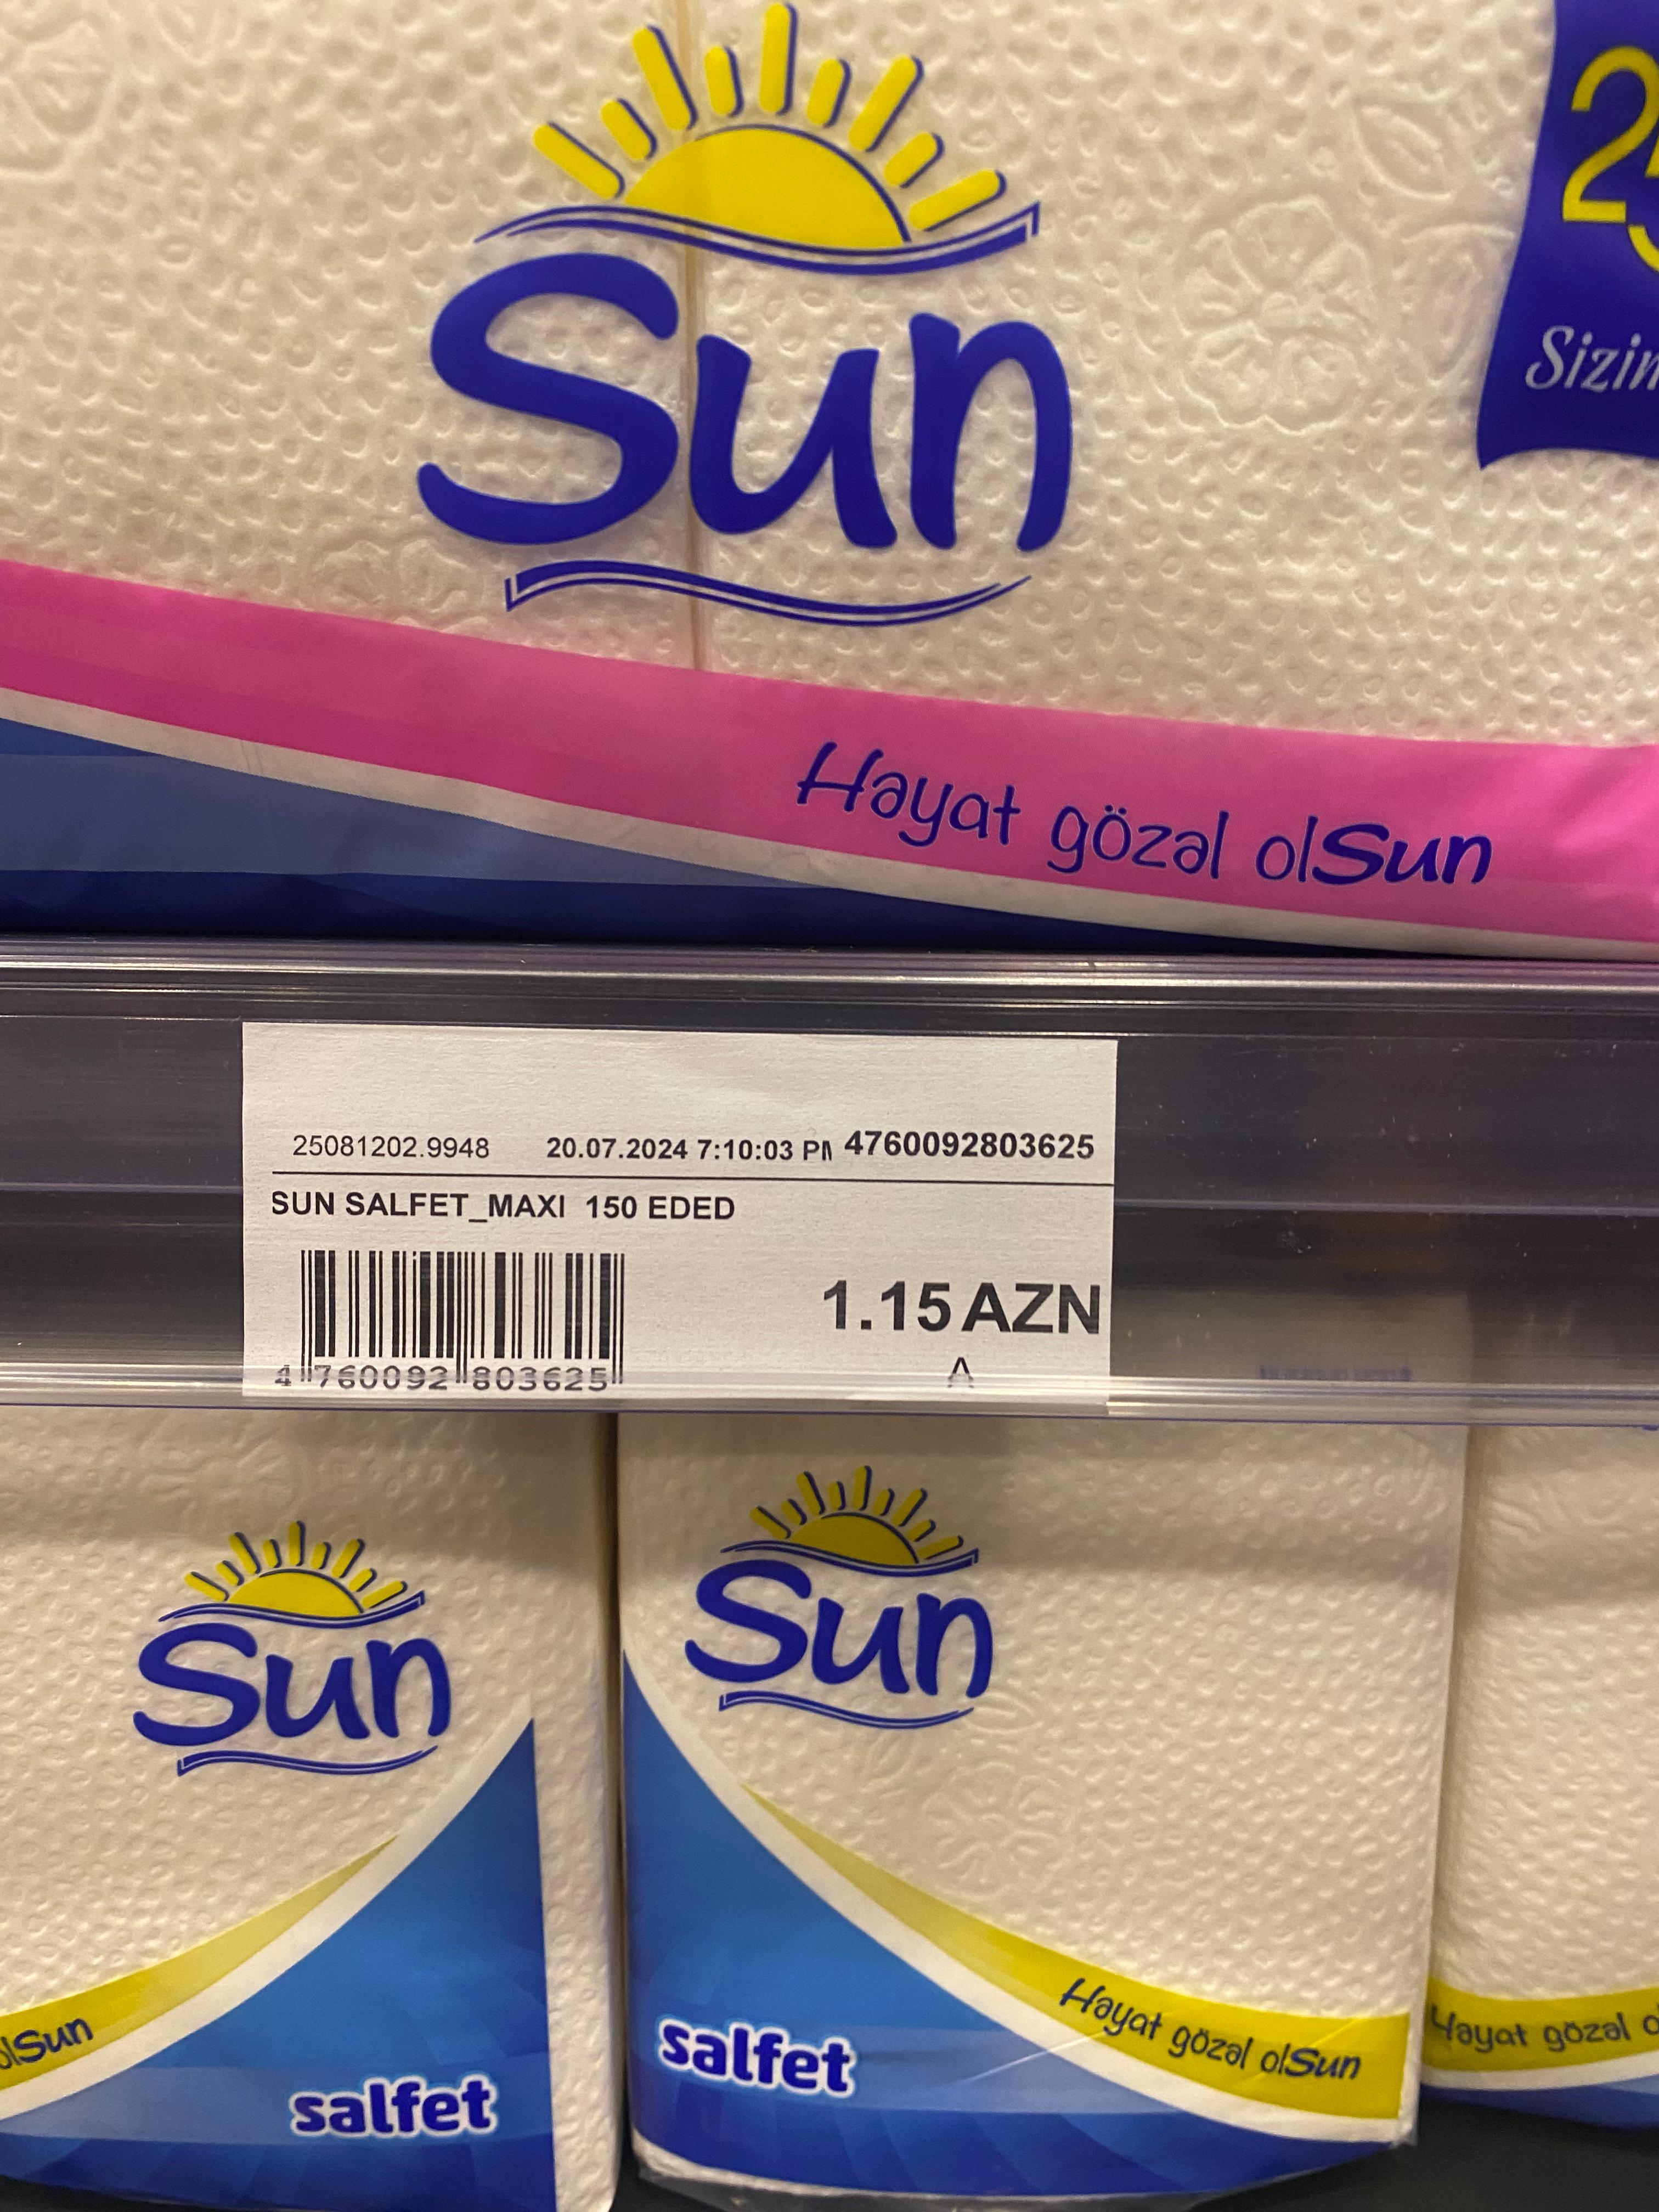 Sun
Sizin
Həyat gözəl olSun
25081202.9948 20.07.2024 7:10:03 PM 4760092803625
SUN SALFET_MAXI 150 EDED
1.15 AZN
A
4 760092 803625
Sun
Sun
olSun
salfet
salfet
Həyat gözəl olSun
Həyat gözəl